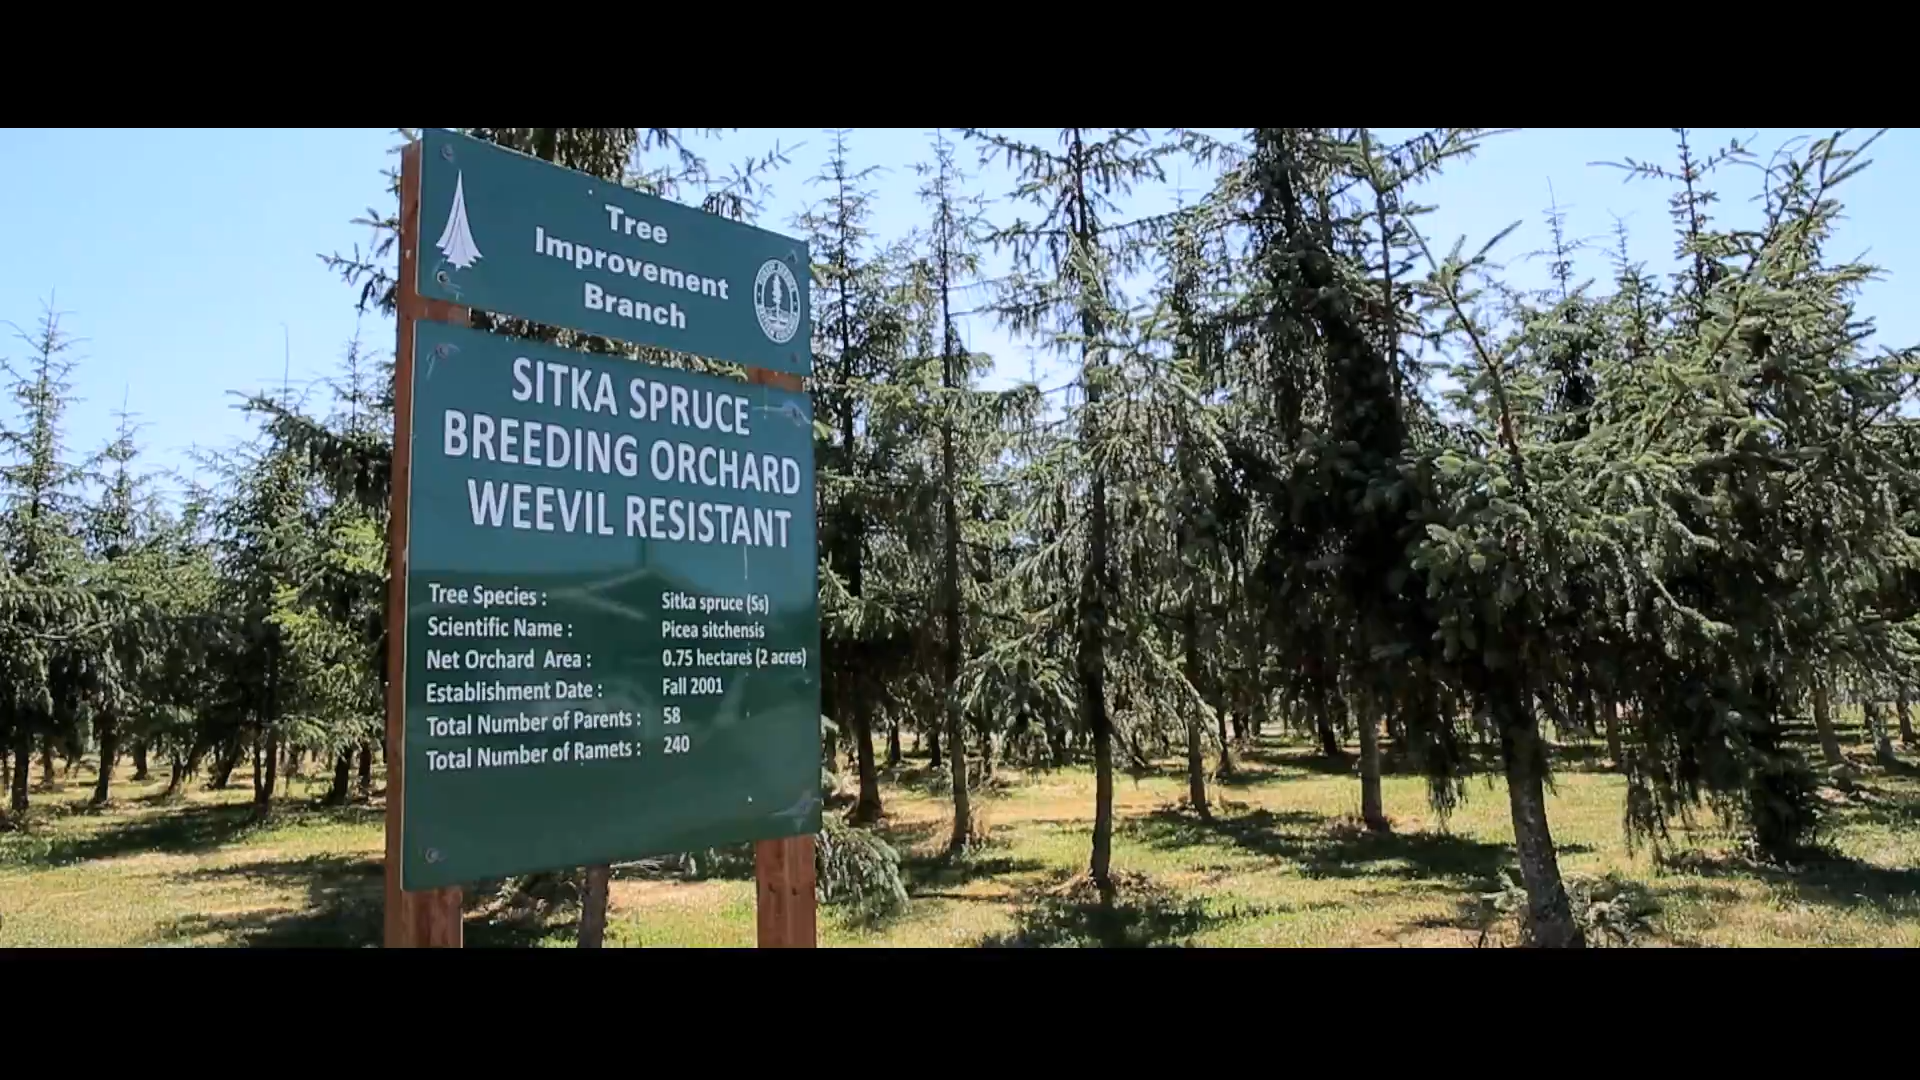 Tree
Improvement
Branch
SITKA SPRUCE
BREEDING ORCHARD
WEEVIL RESISTANT
Tree Species : Sitka spruce (Ss)
Scientific Name : Picea sitchensis
Net Orchard Area : 0.75 hectares (2 acres)
Establishment Date : Fall 2001
Total Number of Parents : 58
Total Number of Ramets : 240